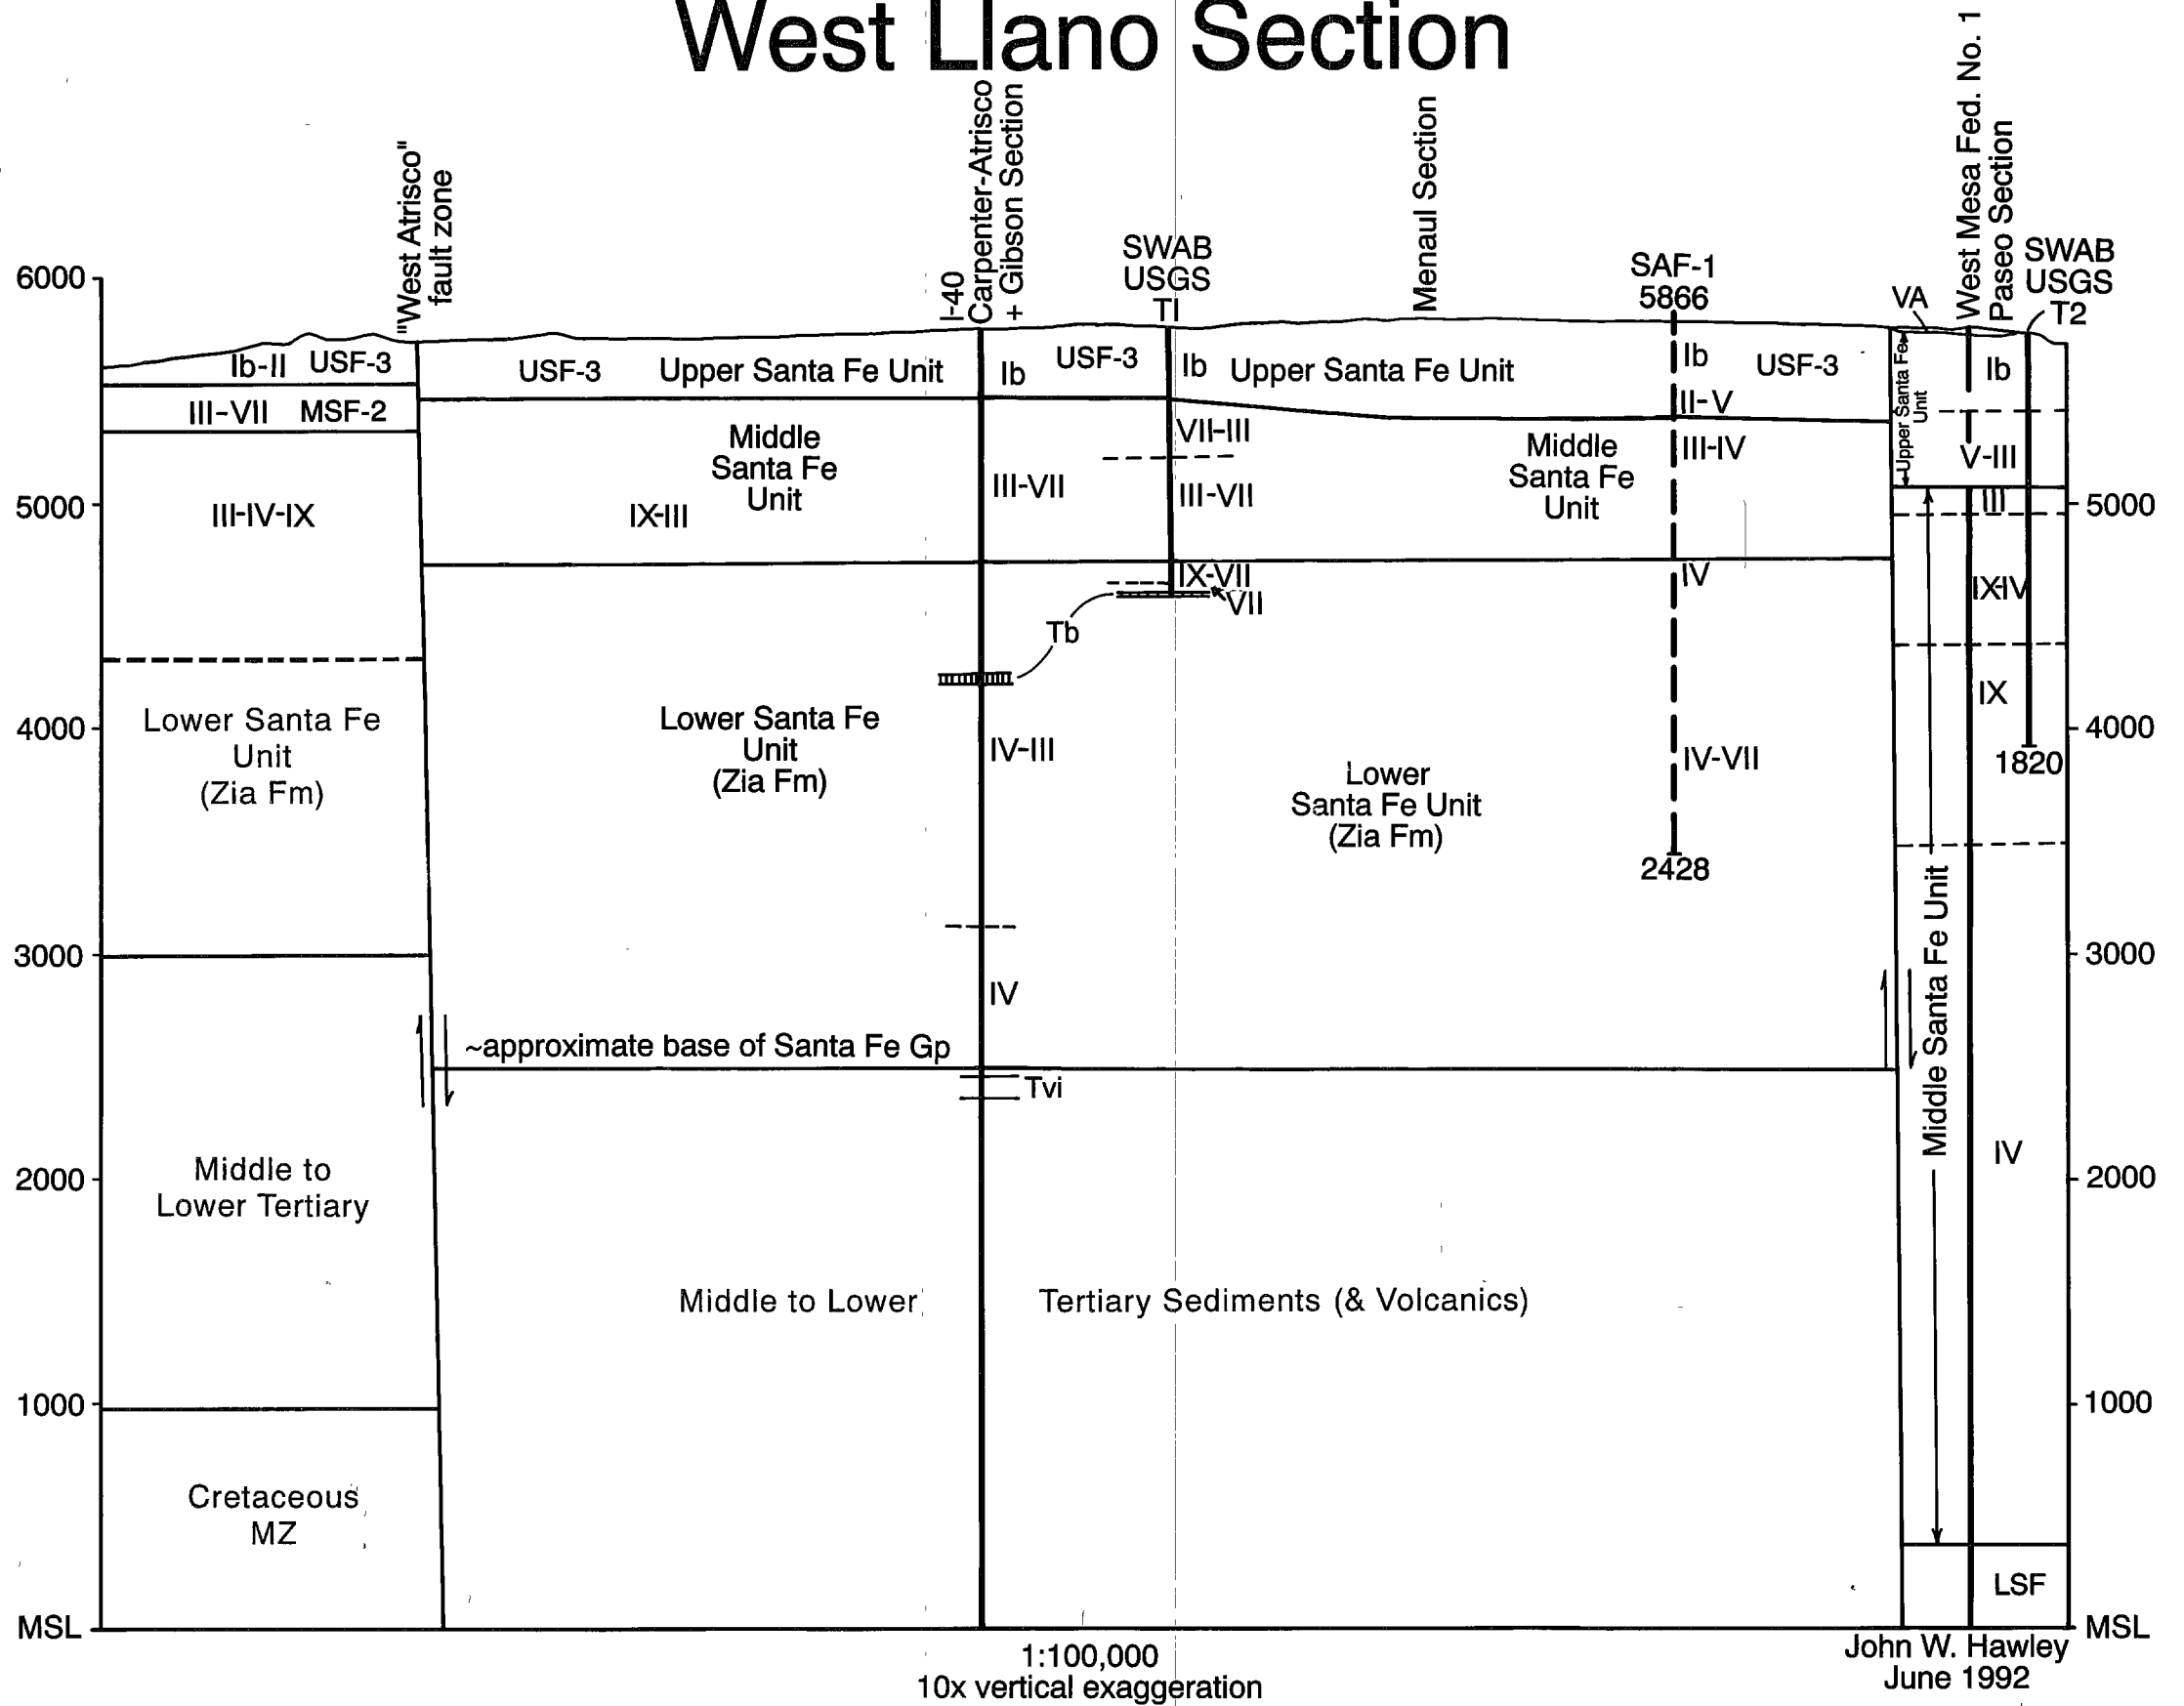 West Llano Section
"West Atrisco"
fault zone
I-40
Carpenter-Atrisco
+ Gibson Section
SWAB
USGS
TI
Menaul Section
SAF-1
5866
VA
West Mesa Fed. No. 1
Paseo Section
SWAB
USGS
T2
6000
Ib-II USF-3
USF-3 Upper Santa Fe Unit
Ib
USF-3
Ib Upper Santa Fe Unit
Ib
USF-3
Upper Santa Fe
Unit
Ib
III-VII MSF-2
Middle
Santa Fe
Unit
VII-III
II-V
III-IV
Middle
Santa Fe
Unit
V-III
III-VII
III-VII
5000
III-IV-IX
IX-III
III
5000
IX-VII
VII
IV
IX-IV
Tb
IX
4000
Lower Santa Fe
Unit
(Zia Fm)
Lower Santa Fe
Unit
(Zia Fm)
IV-III
Lower
Santa Fe Unit
(Zia Fm)
IV-VII
4000
1820
2428
3000
IV
Middle Santa Fe Unit
3000
~approximate base of Santa Fe Gp
Tvi
2000
Middle to
Lower Tertiary
IV
2000
Middle to Lower Tertiary Sediments (& Volcanics)
1000
1000
Cretaceous
MZ
LSF
MSL
MSL
1:100,000
10x vertical exaggeration
John W. Hawley
June 1992